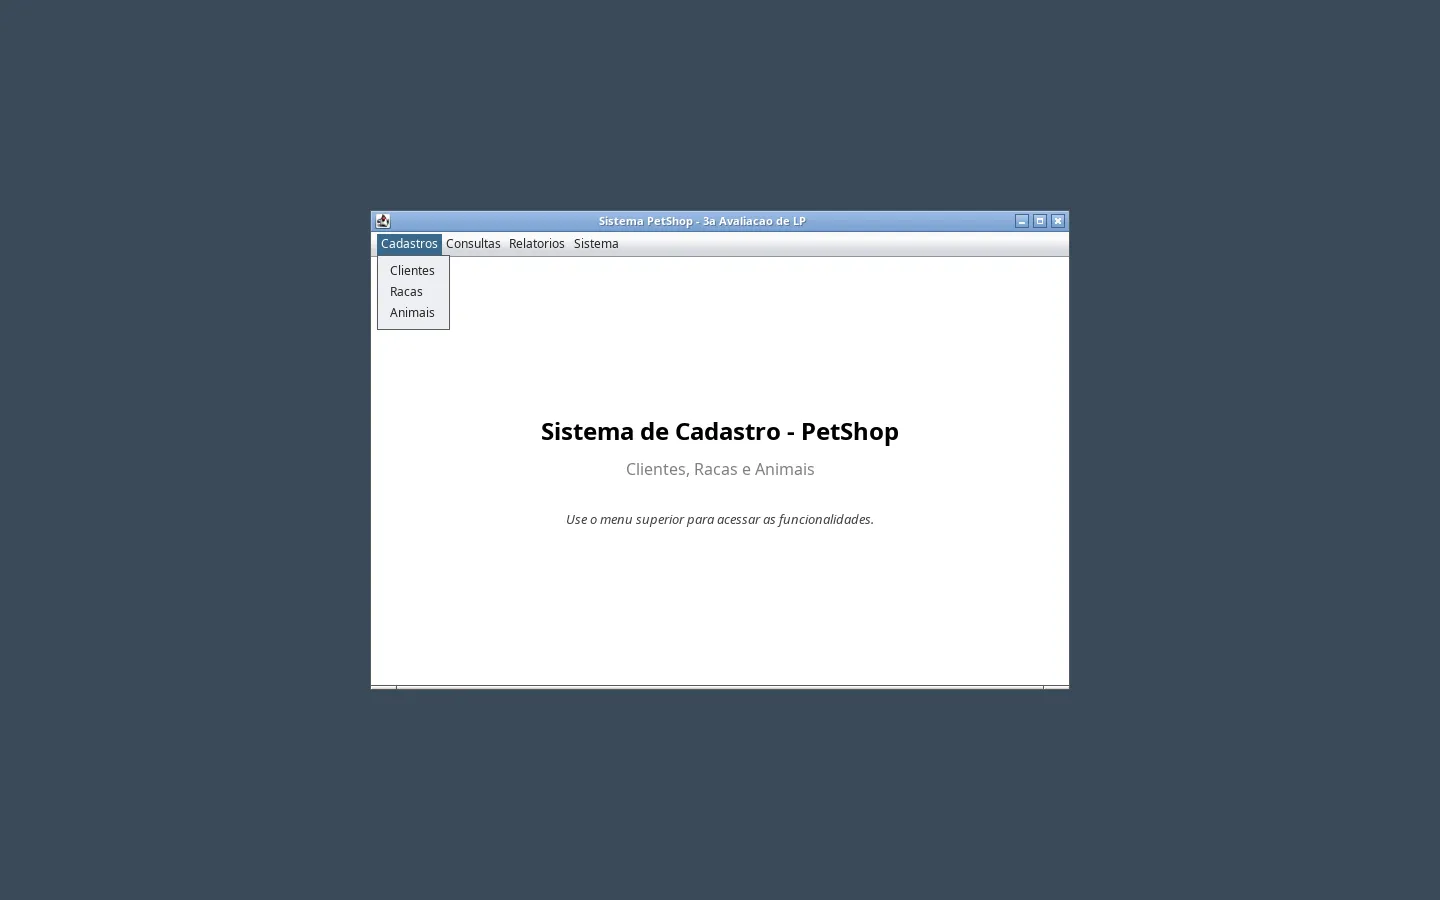 Sistema PetShop - 3a Avaliacao de LP
Cadastros Consultas Relatorios Sistema
Clientes
Racas
Animais
Sistema de Cadastro - PetShop
Clientes, Racas e Animais
Use o menu superior para acessar as funcionalidades.